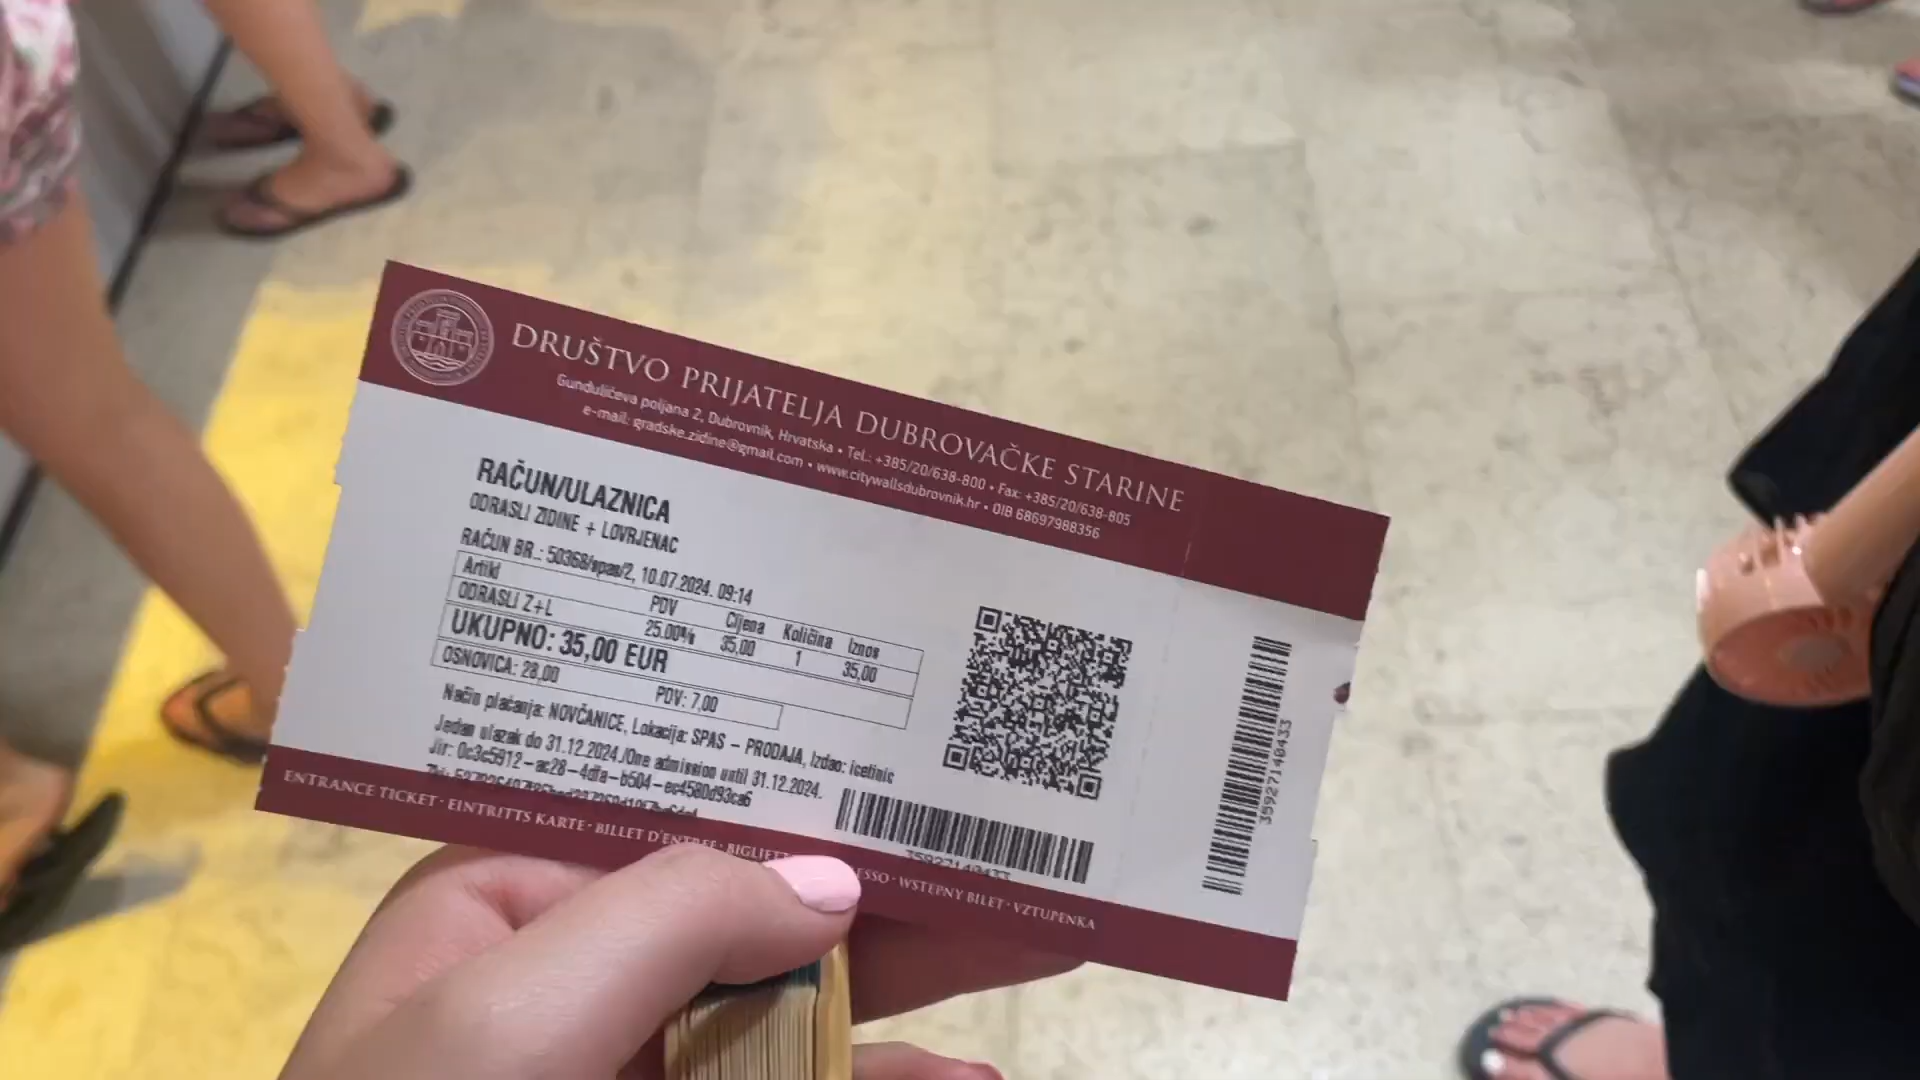 DRUŠTVO PRIJATELJA DUBROVAČKE STARINE
Gundulićeva poljana 2, Dubrovnik, Hrvatska • Tel.: +385/20/638-800 • Fax: +385/20/638-805
e-mail: gradske.zidine@gmail.com • www.citywallsdubrovnik.hr • OIB 68697988356
RAČUN/ULAZNICA
ODRASLI ZIDINE + LOVRJENAC
RAČUN BR.: 50368/spas/2, 10.07.2024. 09:14
Artikl PDV Cijena Količina Iznos
ODRASLI Z+L 25.00% 35,00 1 35,00
UKUPNO: 35,00 EUR
OSNOVICA: 28,00 PDV: 7,00
Način plaćanja: NOVČANICE, Lokacija: SPAS – PRODAJA, Izdao: icetinic
Jedan ulazak do 31.12.2024./One admission until 31.12.2024.
Jir: 0c3c5912-ac28-4dfa-b504-ec4580d93ca6
35927140433
35927140433
ENTRANCE TICKET · EINTRITTS KARTE · BILLET D'ENTREE · WSTEPNY BILET · VZTUPENKA